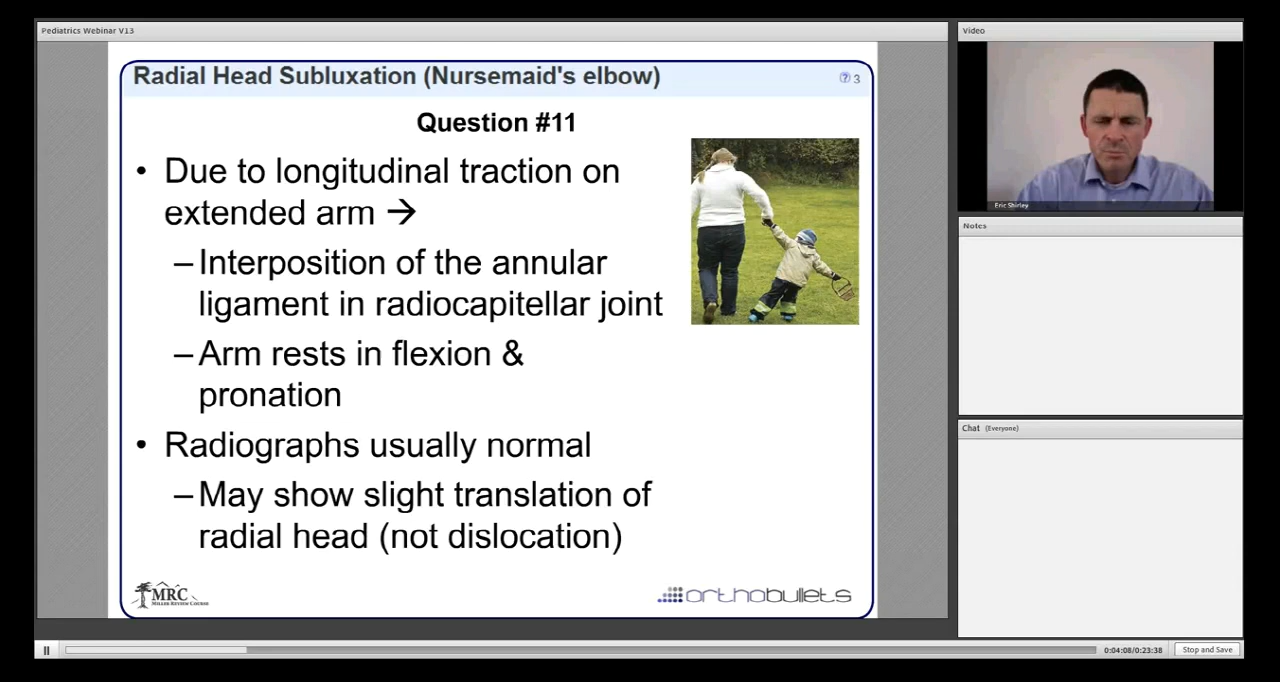 Pediatrics Webinar V13
Radial Head Subluxation (Nursemaid's elbow)
? 3
Question #11
• Due to longitudinal traction on
extended arm →
–Interposition of the annular
ligament in radiocapitellar joint
–Arm rests in flexion &
pronation
• Radiographs usually normal
–May show slight translation of
radial head (not dislocation)
MRC
MILLER REVIEW COURSE
orthobullets
Video
Eric Shirley
Notes
Chat (Everyone)
0:04:08/0:23:38
Stop and Save